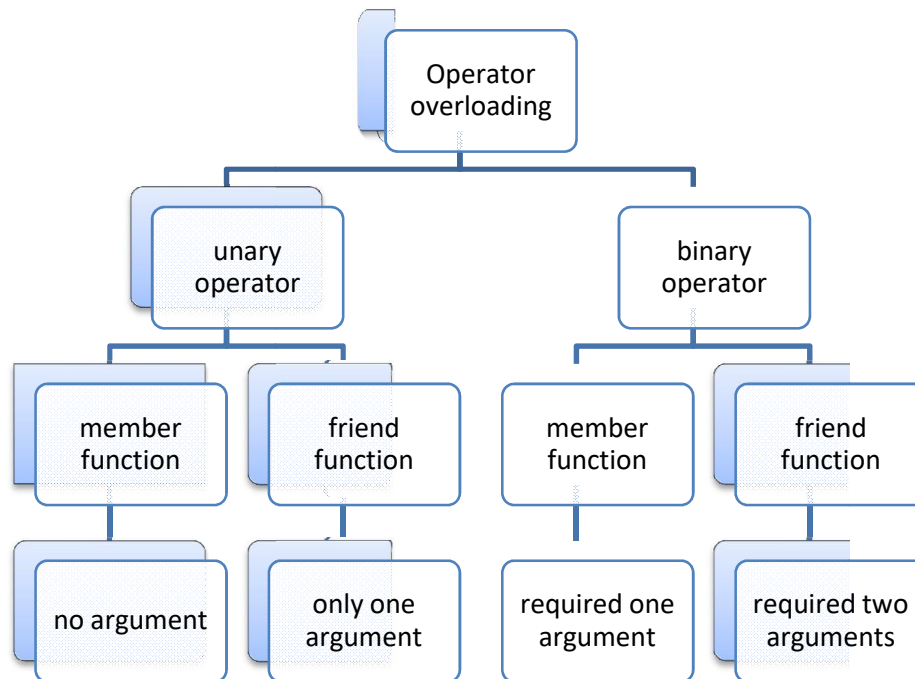 Operator
overloading
unary
operator
binary
operator
member
function
friend
function
member
function
friend
function
no argument
only one
argument
required one
argument
required two
arguments